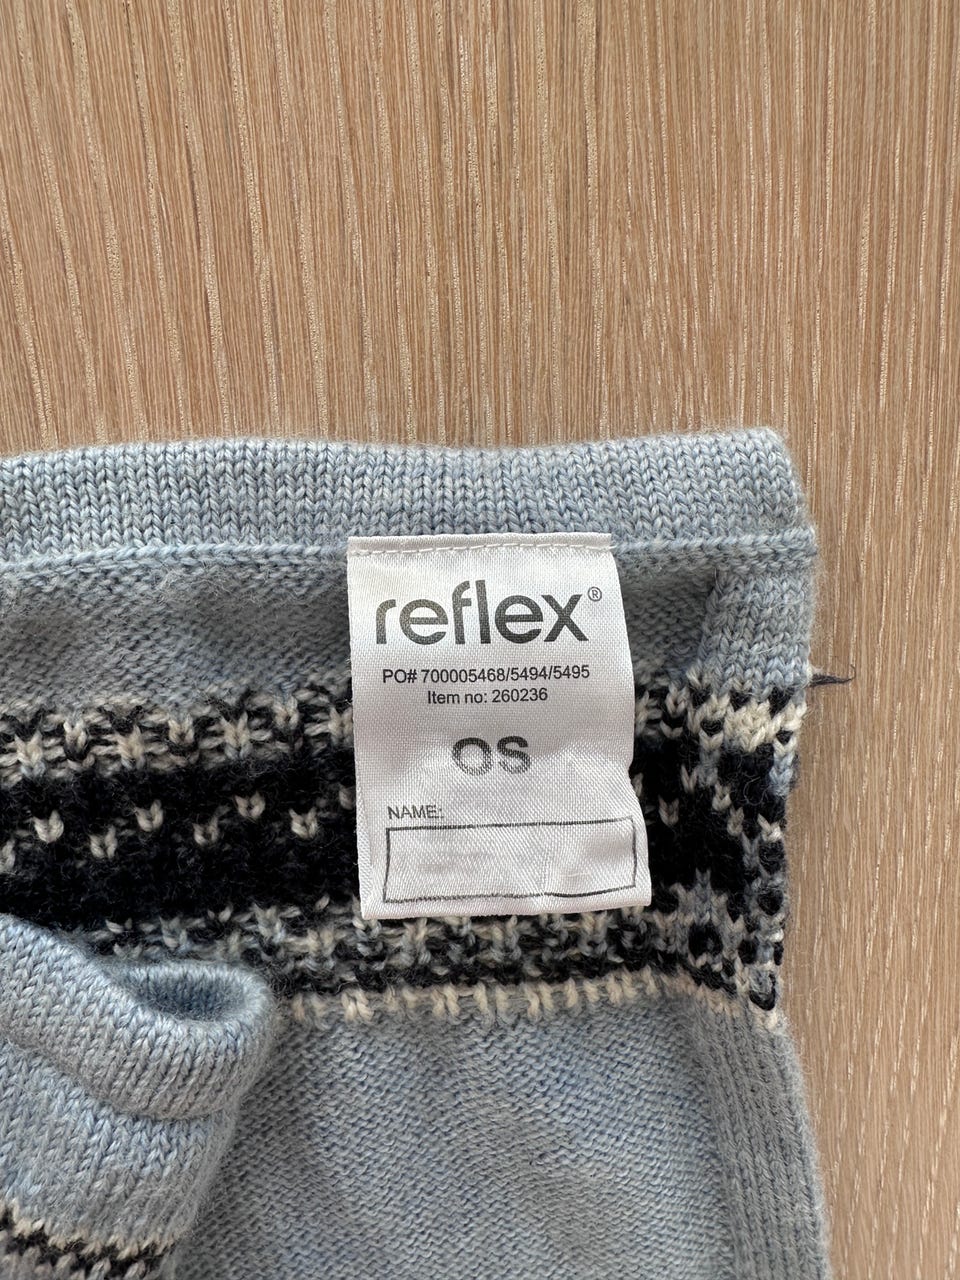 reflex®
PO# 700005468/5494/5495
Item no: 260236
OS
NAME: